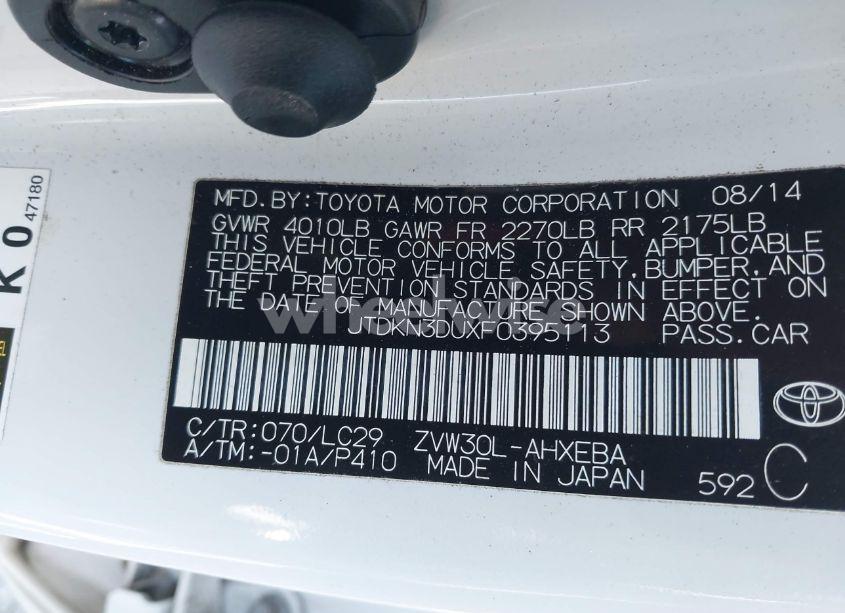 MFD.BY:TOYOTA MOTOR CORPORATION 08/14
GVWR 4010LB GAWR FR 2270LB RR 2175LB
THIS VEHICLE CONFORMS TO ALL APPLICABLE
FEDERAL MOTOR VEHICLE SAFETY,BUMPER,AND
THEFT PREVENTION STANDARDS IN EFFECT ON
THE DATE OF MANUFACTURE SHOWN ABOVE.
JTDKN3DUXF0395113 PASS.CAR
C/TR:070/LC29 ZVW30L-AHXEBA
A/TM:-01A/P410 MADE IN JAPAN
592 C
K 0 47180
wheelwise